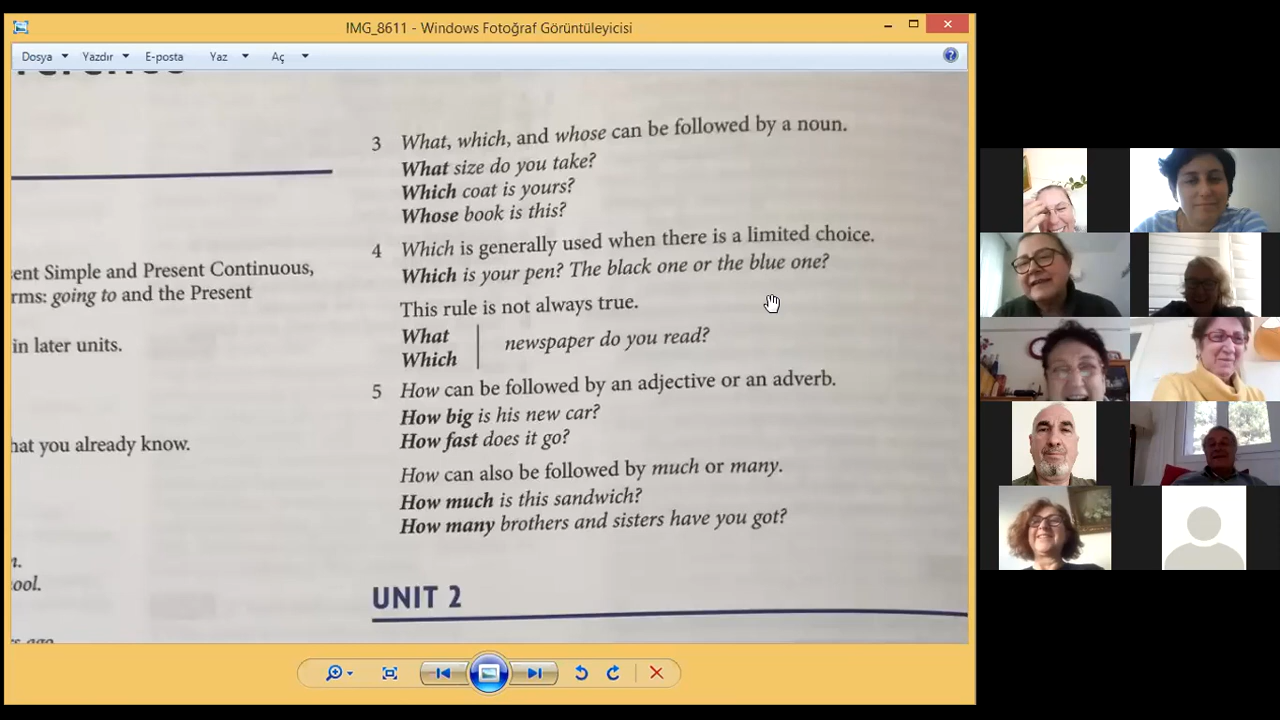 IMG_8611 - Windows Fotoğraf Görüntüleyicisi
Dosya Yazdır E-posta Yaz Aç
3 What, which, and whose can be followed by a noun.
What size do you take?
Which coat is yours?
Whose book is this?
4 Which is generally used when there is a limited choice.
Which is your pen? The black one or the blue one?
This rule is not always true.
What
Which
newspaper do you read?
5 How can be followed by an adjective or an adverb.
How big is his new car?
How fast does it go?
How can also be followed by much or many.
How much is this sandwich?
How many brothers and sisters have you got?
UNIT 2
ent Simple and Present Continuous,
rms: going to and the Present
in later units.
hat you already know.
n.
ool.